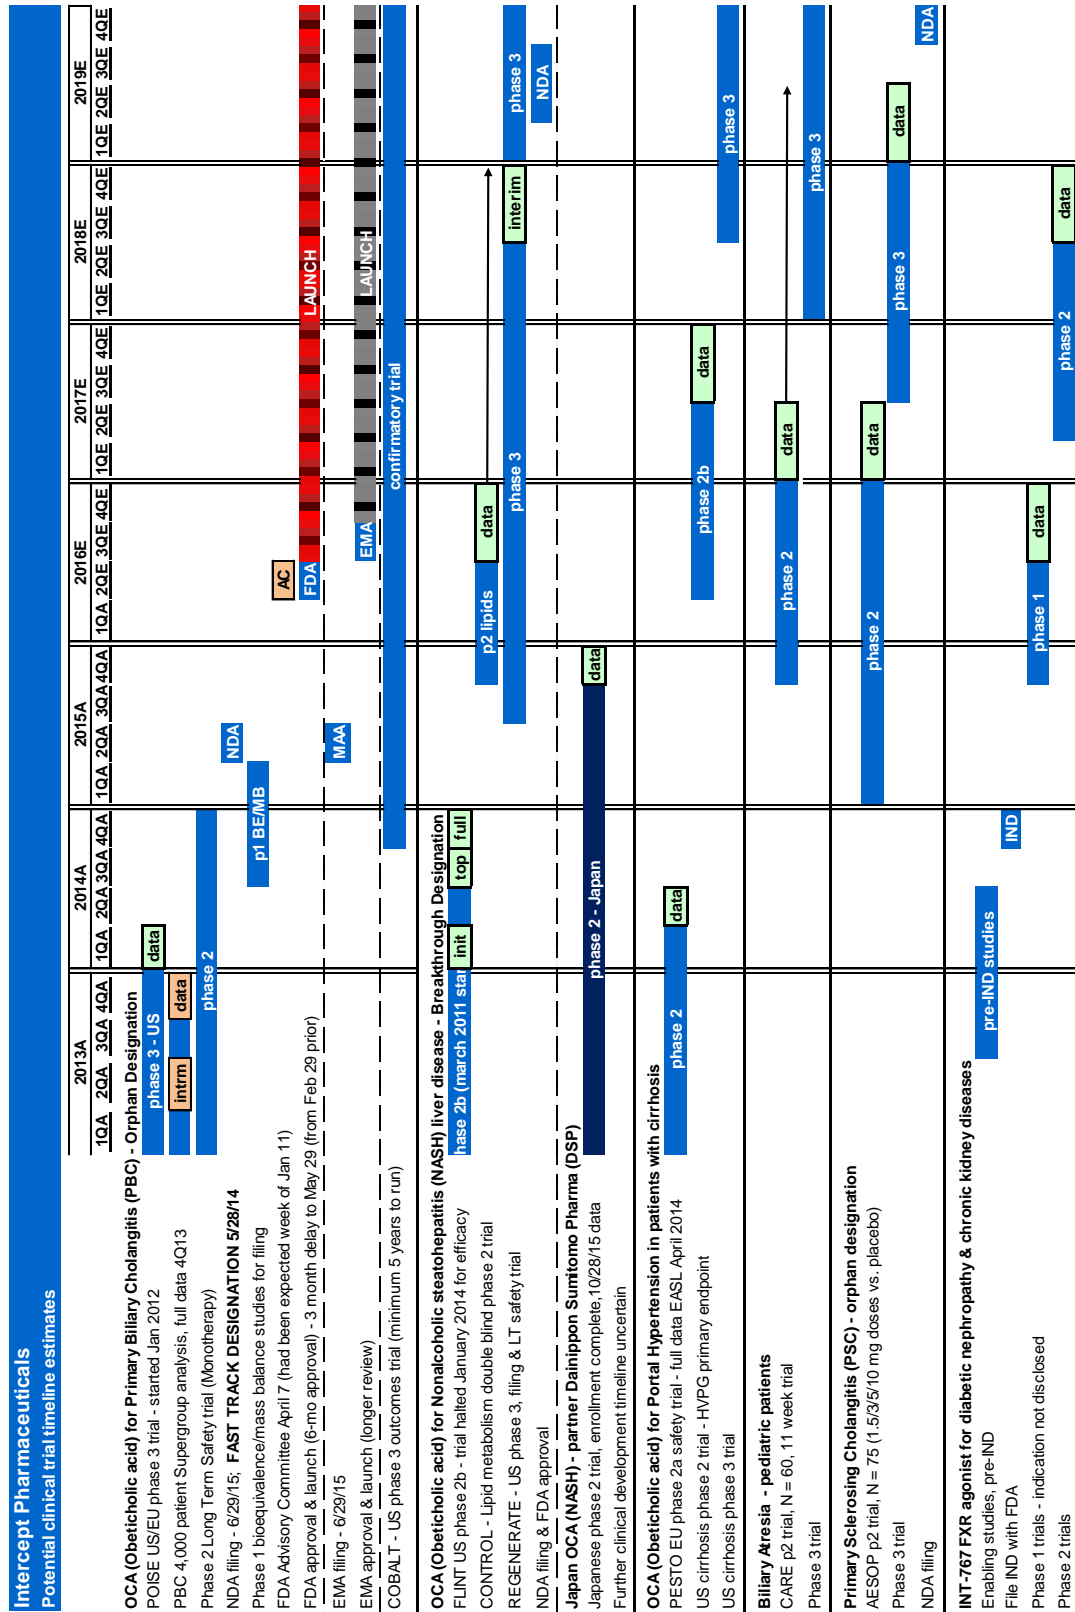 Intercept Pharmaceuticals
Potential clinical trial timeline estimates
2013A 2014A 2015A 2016E 2017E 2018E 2019E
1QA 2QA 3QA 4QA 1QA 2QA 3QA 4QA 1QA 2QA 3QA 4QA 1QA 2QE 3QE 4QE 1QE 2QE 3QE 4QE 1QE 2QE 3QE 4QE 1QE 2QE 3QE 4QE
OCA (Obeticholic acid) for Primary Biliary Cholangitis (PBC) - Orphan Designation
POISE US/EU phase 3 trial - started Jan 2012 phase 3 - US data
PBC 4,000 patient Supergroup analysis, full data 4Q13 intrm data
Phase 2 Long Term Safety trial (Monotherapy) phase 2
NDA filing - 6/29/15; FAST TRACK DESIGNATION 5/28/14 NDA
Phase 1 bioequivalence/mass balance studies for filing p1 BE/MB
FDA Advisory Committee April 7 (had been expected week of Jan 11) AC
FDA approval & launch (6-mo approval) - 3 month delay to May 29 (from Feb 29 prior) FDA LAUNCH
EMA filing - 6/29/15 MAA
EMA approval & launch (longer review) EMA LAUNCH
COBALT - US phase 3 outcomes trial (minimum 5 years to run) confirmatory trial
OCA (Obeticholic acid) for Nonalcoholic steatohepatitis (NASH) liver disease - Breakthrough Designation
FLINT US phase 2b - trial halted January 2014 for efficacy hase 2b (march 2011 star init top full
CONTROL - Lipid metabolism double blind phase 2 trial p2 lipids data
REGENERATE - US phase 3, filing & LT safety trial phase 3 interim phase 3
NDA filing & FDA approval NDA
Japan OCA (NASH) - partner Dainippon Sumitomo Pharma (DSP)
Japanese phase 2 trial, enrollment complete,10/28/15 data phase 2 - Japan data
Further clinical development timeline uncertain
OCA (Obeticholic acid) for Portal Hypertension in patients with cirrhosis
PESTO EU phase 2a safety trial - full data EASL April 2014 phase 2 data
US cirrhosis phase 2 trial - HVPG primary endpoint phase 2b data
US cirrhosis phase 3 trial phase 3
Biliary Atresia - pediatric patients
CARE p2 trial, N = 60, 11 week trial phase 2 data
Phase 3 trial phase 3
Primary Sclerosing Cholangitis (PSC) - orphan designation
AESOP p2 trial, N = 75 (1.5/3/5/10 mg doses vs. placebo) phase 2 data
Phase 3 trial phase 3 data
NDA filing NDA
INT-767 FXR agonist for diabetic nephropathy & chronic kidney diseases
Enabling studies, pre-IND pre-IND studies
File IND with FDA IND
Phase 1 trials - indication not disclosed phase 1 data
Phase 2 trials phase 2 data